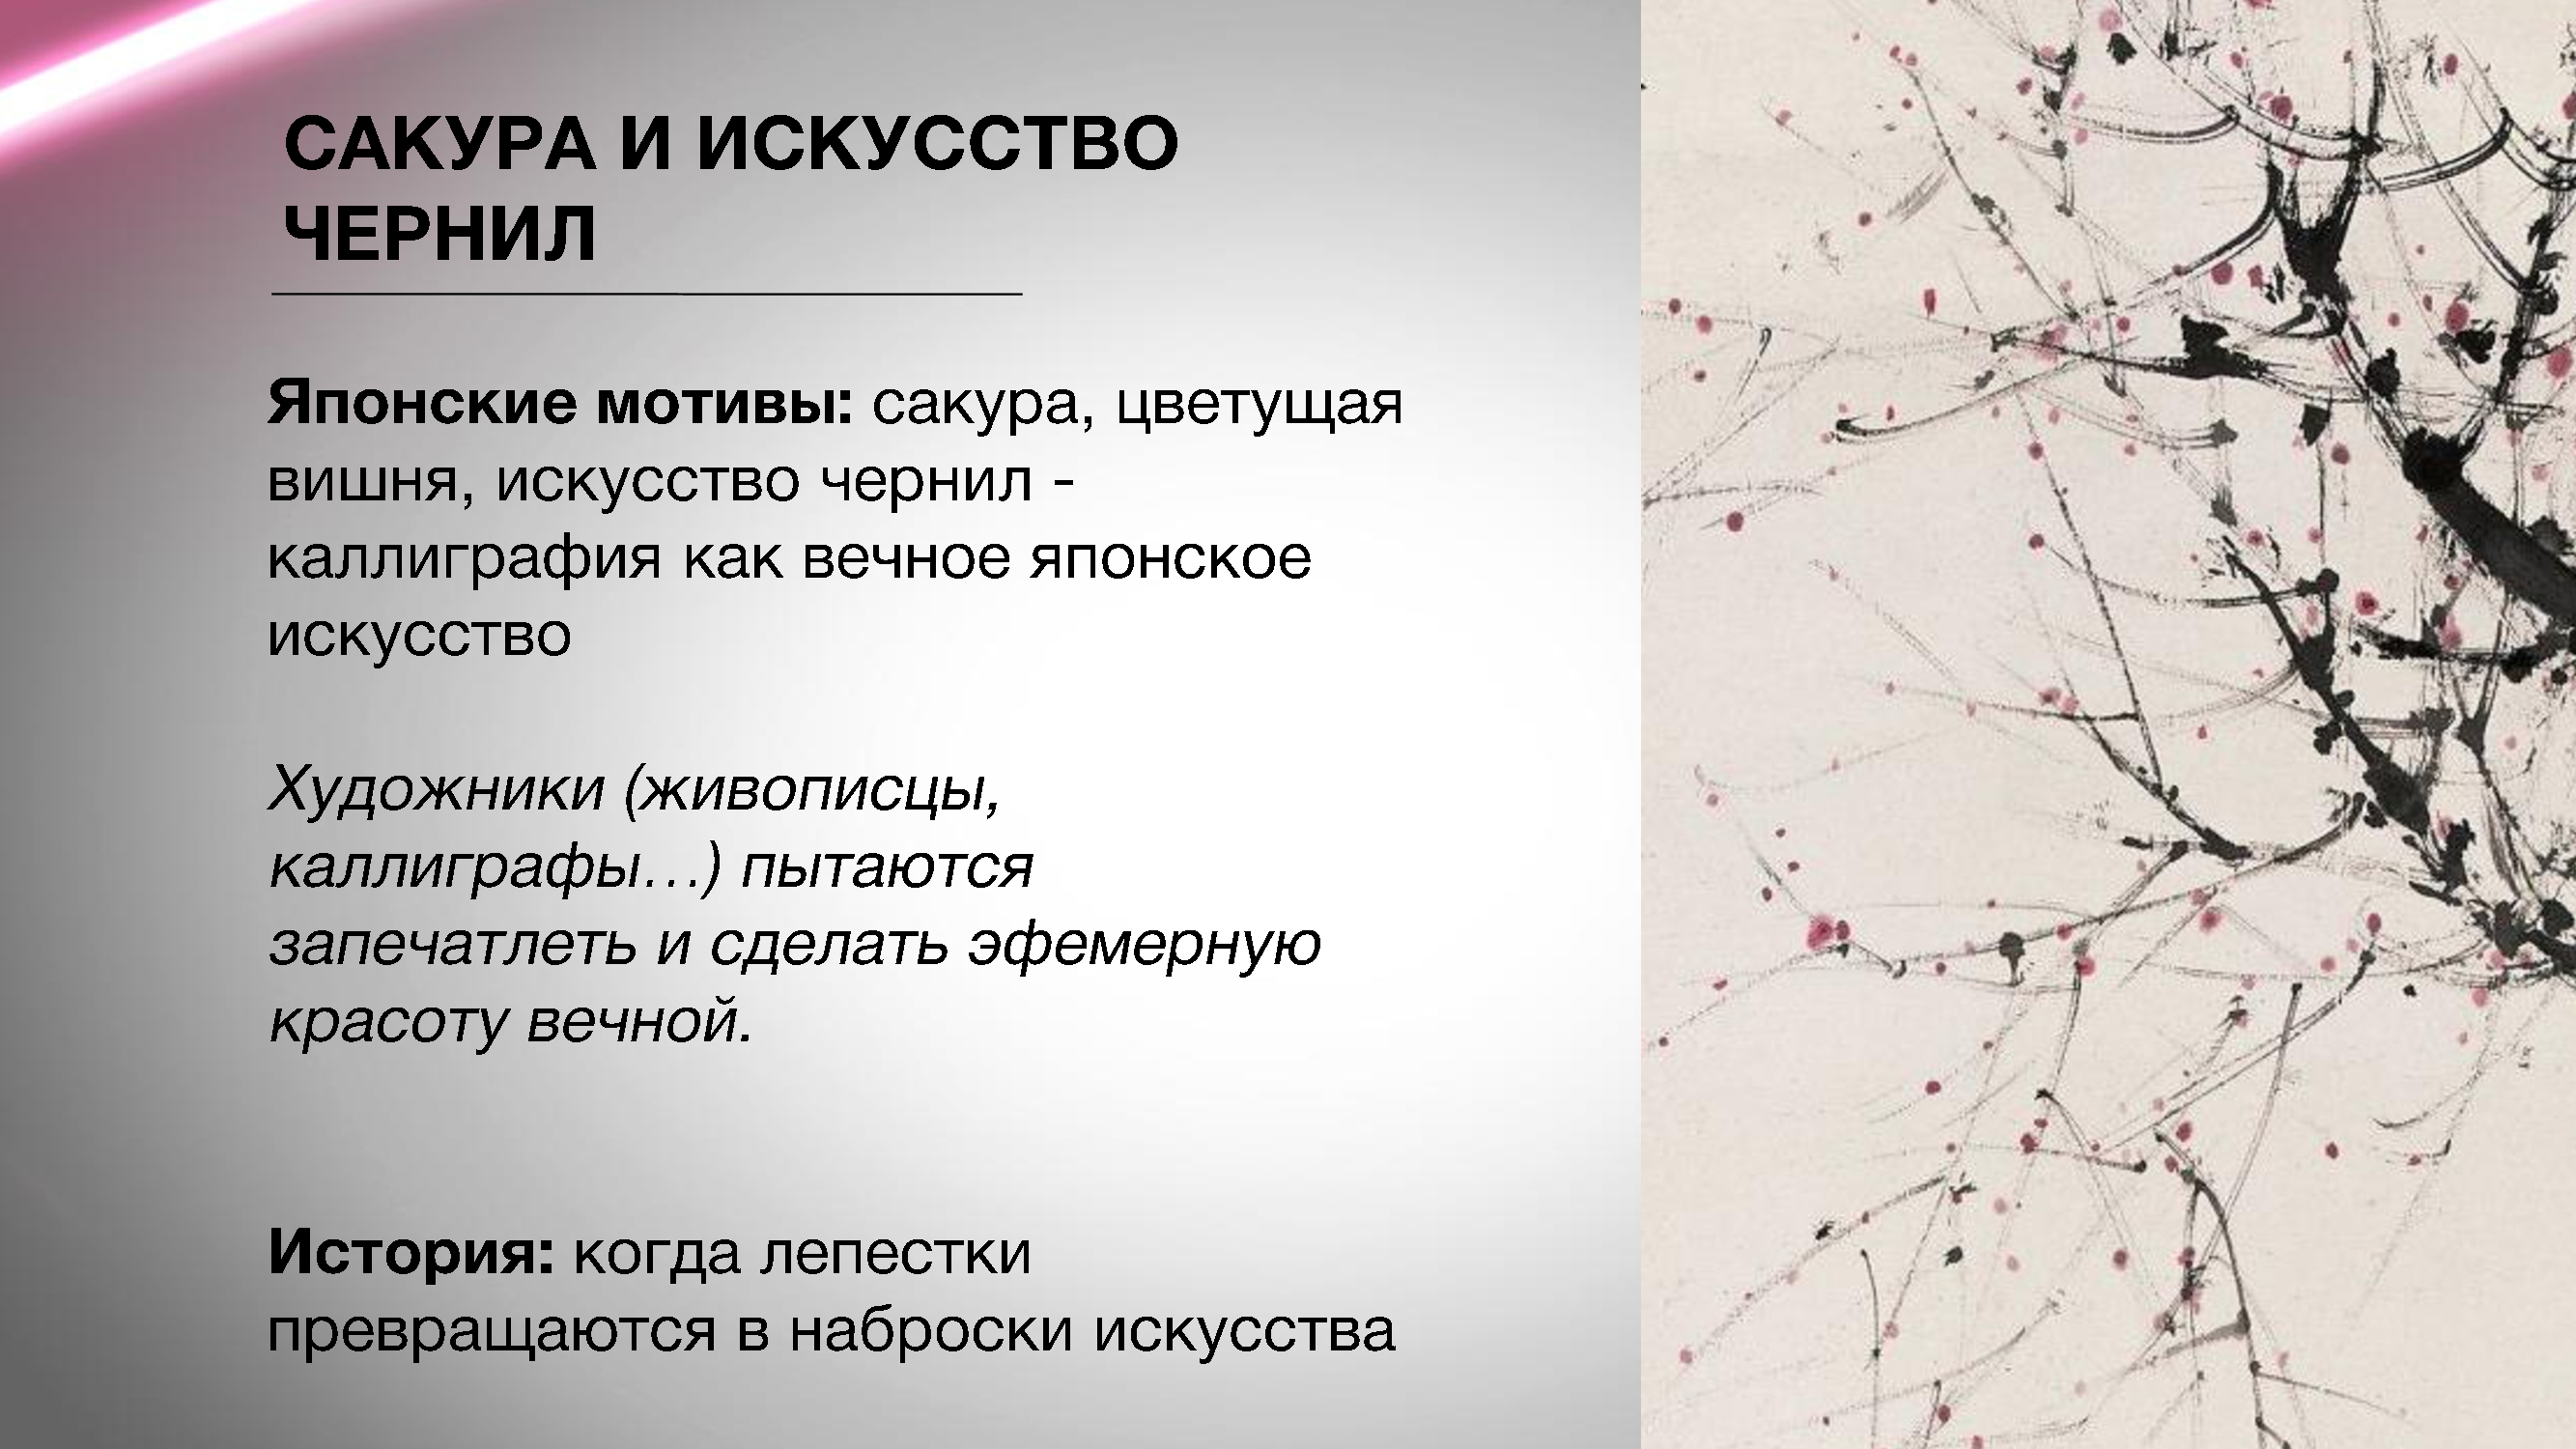 САКУРА И ИСКУССТВО
ЧЕРНИЛ
Японские мотивы: сакура, цветущая
вишня, искусство чернил -
каллиграфия как вечное японское
искусство
Художники (живописцы,
каллиграфы…) пытаются
запечатлеть и сделать эфемерную
красоту вечной.
История: когда лепестки
превращаются в наброски искусства